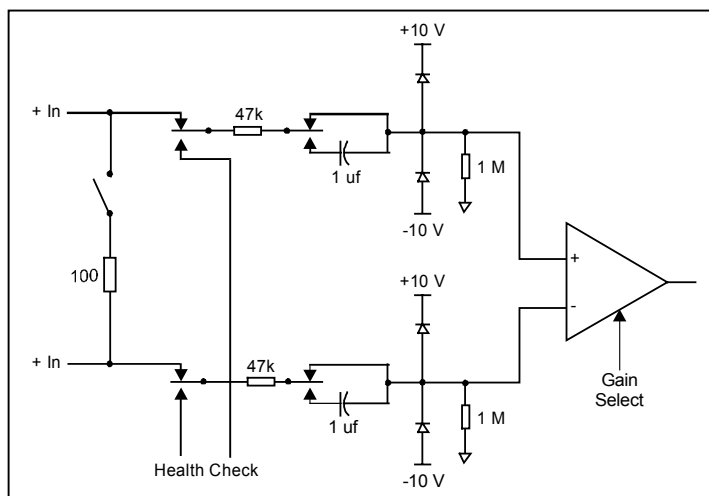 +10 V
+ In
47k
1 uf
1 M
-10 V
100
+10 V
+
-
+ In
47k
1 uf
1 M
Gain
Select
Health Check
-10 V